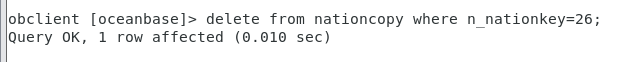 obclient [oceanbase]> delete from nationcopy where n_nationkey=26;
Query OK, 1 row affected (0.010 sec)